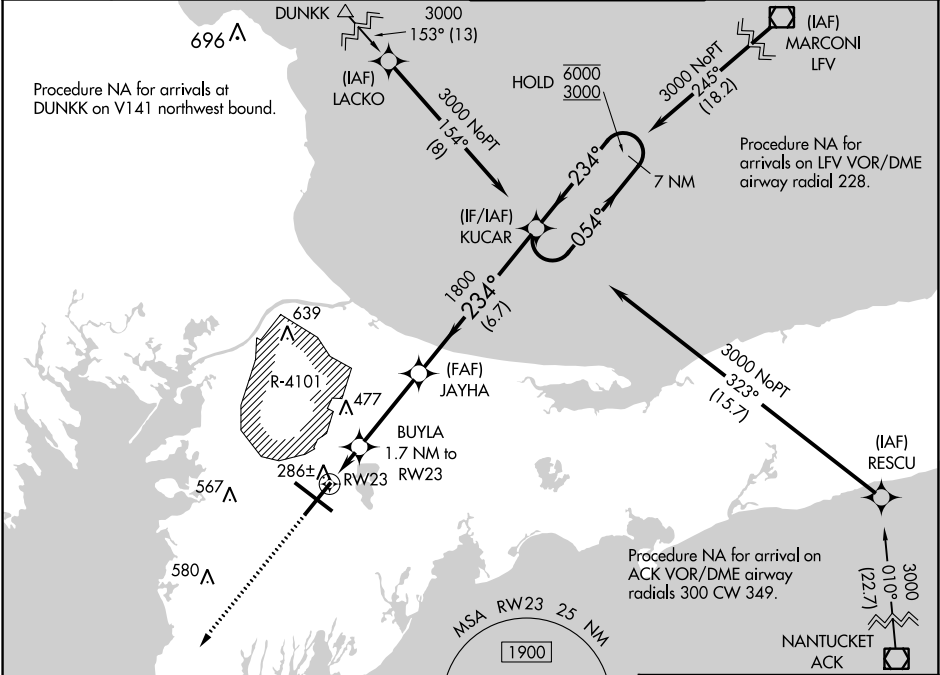 DUNKK
3000
153° (13)
696
(IAF)
MARCONI
LFV
Procedure NA for arrivals at
DUNKK on V141 northwest bound.
(IAF)
LACKO
HOLD
6000
3000
3000 NoPT
245°
(18.2)
3000 NoPT
154°
(8)
Procedure NA for
arrivals on LFV VOR/DME
airway radial 228.
234°
7 NM
(IF/IAF)
KUCAR
054°
1800
234°
(6.7)
639
R-4101
(FAF)
JAYHA
3000 NoPT
323°
(15.7)
477
BUYLA
1.7 NM to
RW23
286±
RW23
(IAF)
RESCU
567
580
Procedure NA for arrival on
ACK VOR/DME airway
radials 300 CW 349.
3000
010°
(22.7)
MSA RW23 25 NM
1900
NANTUCKET
ACK